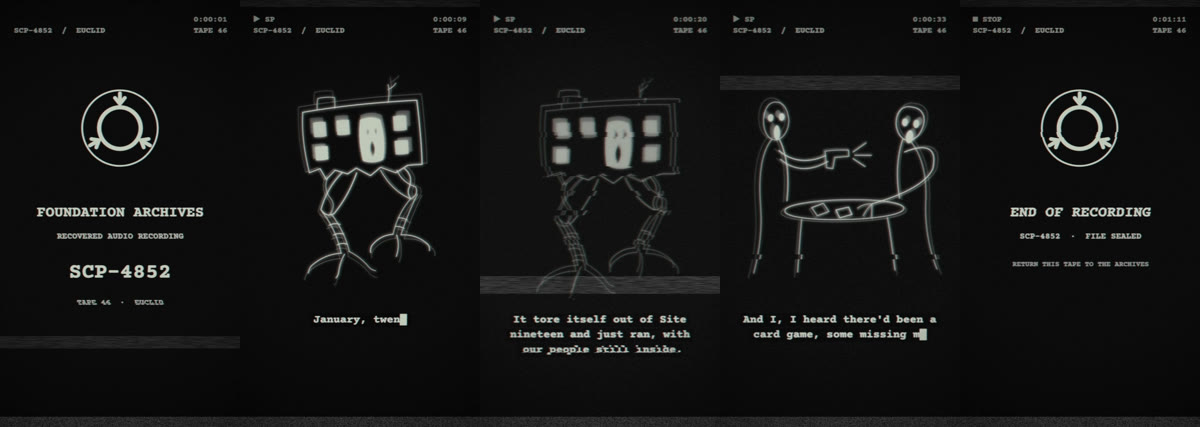 0:00:01
SCP-4852 / EUCLID TAPE 46
FOUNDATION ARCHIVES
RECOVERED AUDIO RECORDING
SCP-4852
TAPE 46 · EUCLID
▶ SP 0:00:09
SCP-4852 / EUCLID TAPE 46
January, twen
▶ SP 0:00:20
SCP-4852 / EUCLID TAPE 46
It tore itself out of Site
nineteen and just ran, with
our people still inside.
▶ SP 0:00:33
SCP-4852 / EUCLID TAPE 46
And I, I heard there'd been a
card game, some missing m
■ STOP 0:01:11
SCP-4852 / EUCLID TAPE 46
END OF RECORDING
SCP-4852 · FILE SEALED
RETURN THIS TAPE TO THE ARCHIVES